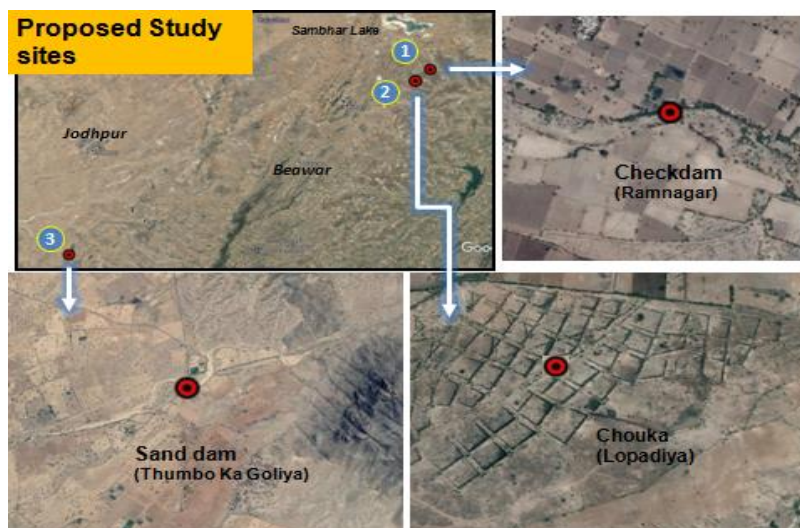 Proposed Study
sites
Sambhar Lake
1
2
Jodhpur
Beawar
3
Goo
Checkdam
(Ramnagar)
Sand dam
(Thumbo Ka Goliya)
Chouka
(Lopadiya)